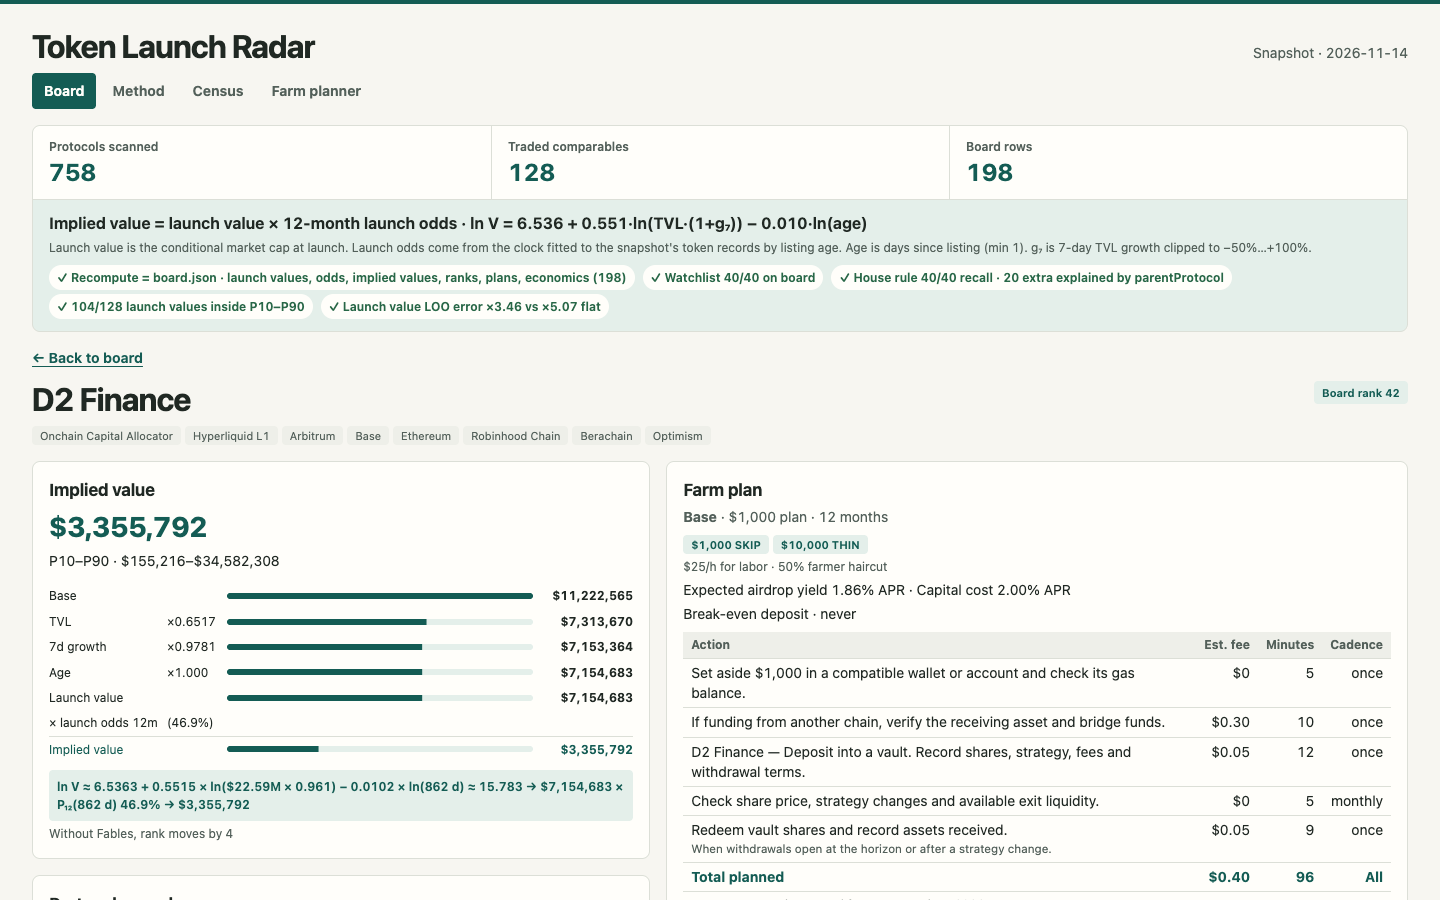 Token Launch Radar
Snapshot · 2026-11-14
Board Method Census Farm planner
Protocols scanned
758
Traded comparables
128
Board rows
198
Implied value = launch value × 12-month launch odds · ln V = 6.536 + 0.551·ln(TVL·(1+g₇)) − 0.010·ln(age)
Launch value is the conditional market cap at launch. Launch odds come from the clock fitted to the snapshot's token records by listing age. Age is days since listing (min 1). g₇ is 7-day TVL growth clipped to −50%…+100%.
✓ Recompute = board.json · launch values, odds, implied values, ranks, plans, economics (198)
✓ Watchlist 40/40 on board
✓ House rule 40/40 recall · 20 extra explained by parentProtocol
✓ 104/128 launch values inside P10–P90
✓ Launch value LOO error ×3.46 vs ×5.07 flat
← Back to board
D2 Finance
Board rank 42
Onchain Capital Allocator Hyperliquid L1 Arbitrum Base Ethereum Robinhood Chain Berachain Optimism
Implied value
$3,355,792
P10–P90 · $155,216–$34,582,308
Base $11,222,565
TVL ×0.6517 $7,313,670
7d growth ×0.9781 $7,153,364
Age ×1.000 $7,154,683
Launch value $7,154,683
× launch odds 12m (46.9%)
Implied value $3,355,792
ln V ≈ 6.5363 + 0.5515 × ln($22.59M × 0.961) − 0.0102 × ln(862 d) ≈ 15.783 → $7,154,683 ×
P₁₂(862 d) 46.9% → $3,355,792
Without Fables, rank moves by 4
Farm plan
Base · $1,000 plan · 12 months
$1,000 SKIP $10,000 THIN
$25/h for labor · 50% farmer haircut
Expected airdrop yield 1.86% APR · Capital cost 2.00% APR
Break-even deposit · never
Action Est. fee Minutes Cadence
Set aside $1,000 in a compatible wallet or account and check its gas
balance.
$0 5 once
If funding from another chain, verify the receiving asset and bridge funds. $0.30 10 once
D2 Finance — Deposit into a vault. Record shares, strategy, fees and
withdrawal terms.
$0.05 12 once
Check share price, strategy changes and available exit liquidity. $0 5 monthly
Redeem vault shares and record assets received.
When withdrawals open at the horizon or after a strategy change.
$0.05 9 once
Total planned $0.40 96 All